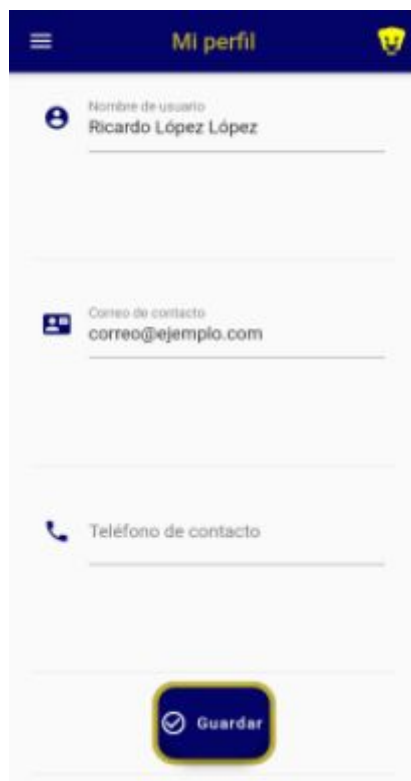 Mi perfil
Nombre de usuario
Ricardo López López
Correo de contacto
correo@ejemplo.com
Teléfono de contacto
Guardar